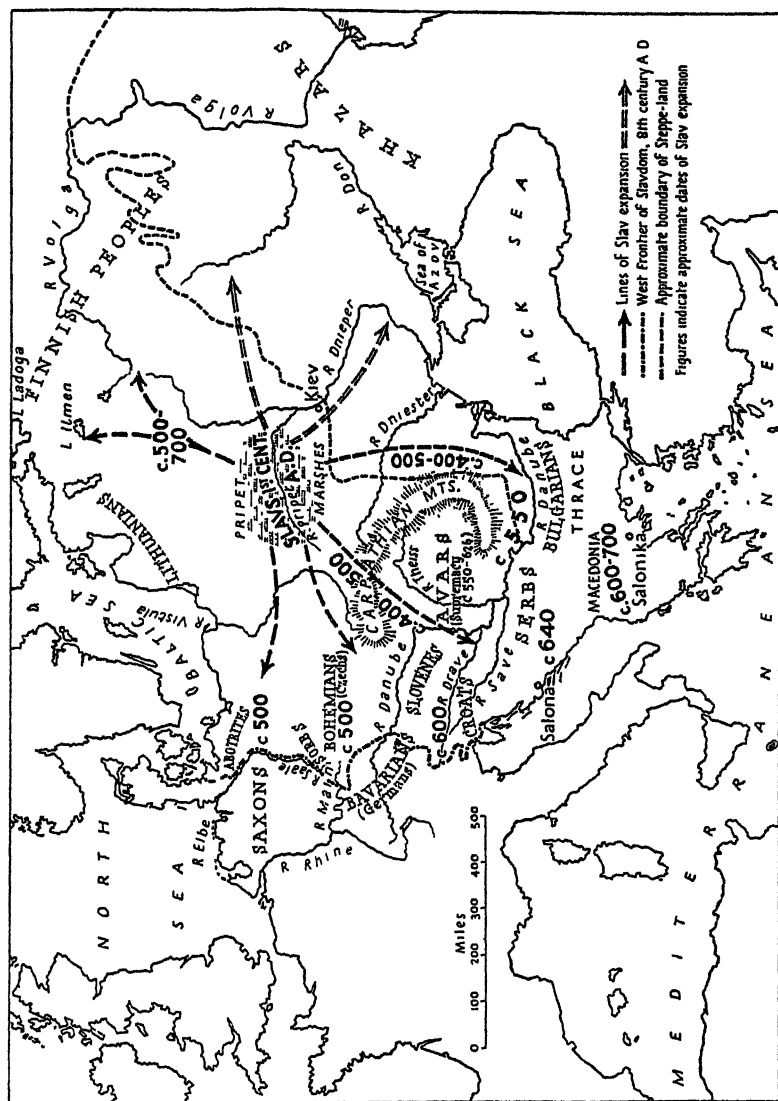 NORTH
SEA
BALTIC
SEA
L Ladoga
L Ilmen
FINNISH PEOPLES
R Volga
R Volga
KHAZARS
R Don
Sea of
Azov
LITHUANIANS
R Vistula
c.500-
700
PRIPET
SLAVS 1st CENT
A.D.
R Pripet
MARSHES
Kiev
R Dnieper
R Dniester
ABOTRITES
c 500
R Elbe
SAXONS
R Saale
SORBS
BOHEMIANS
(Czechs)
c 500
R Main
R Rhine
BAVARIANS
(Germans)
R Danube
CARPATHIAN MTS.
400-500
c.400-500
R Theiss
AVARS
(Supremacy
c 550-626)
SLOVENES
R Drave
c.600
CROATS
R Save
SERBS
c 550
R Danube
BULGARIANS
BLACK SEA
THRACE
Salona c 640
MACEDONIA
c.600-700
Salonika
MEDITERRANEAN SEA
Miles
0 100 200 300 400 500
Lines of Slav expansion
West Frontier of Slavdom, 8th century A D
Approximate boundary of Steppe-land
Figures indicate approximate dates of Slav expansion